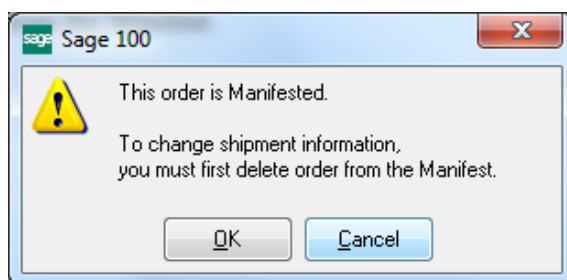 sage Sage 100
This order is Manifested.
To change shipment information,
you must first delete order from the Manifest.
OK Cancel